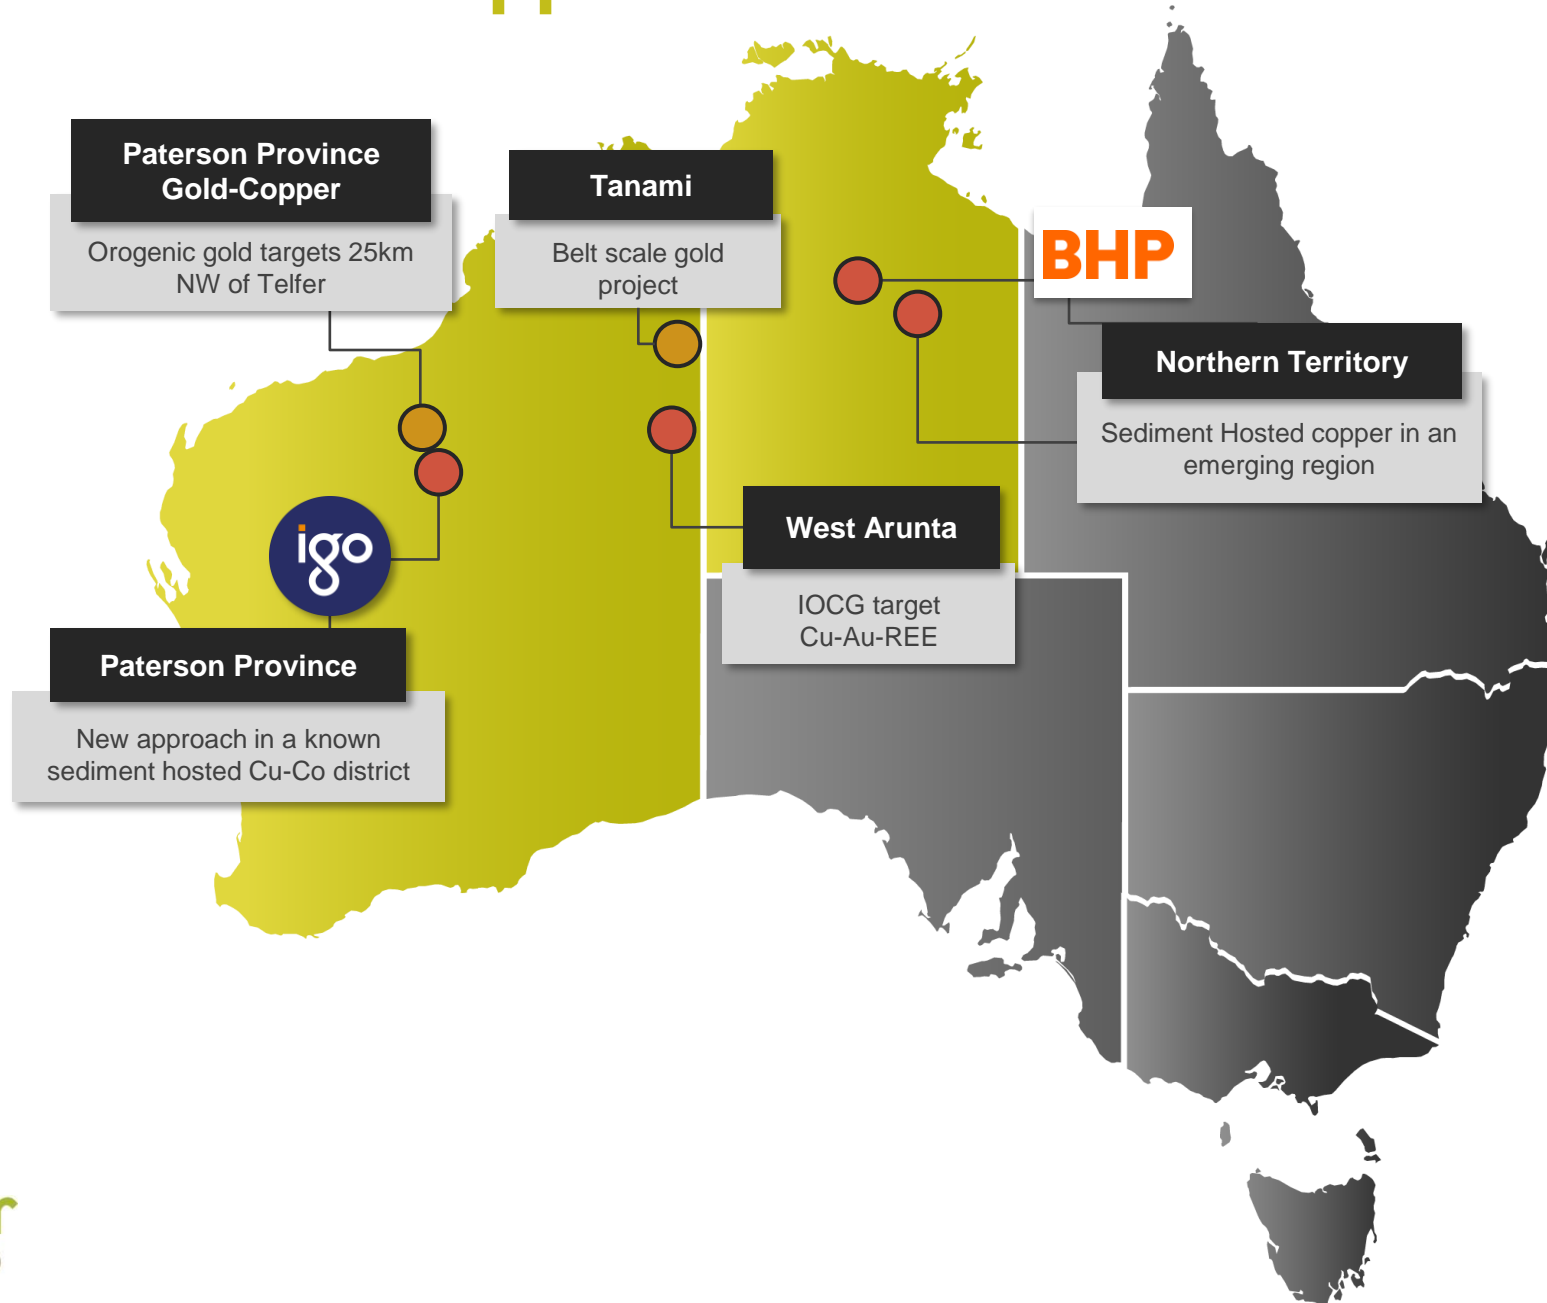 Paterson Province
Gold-Copper
Orogenic gold targets 25km
NW of Telfer
Tanami
Belt scale gold
project
BHP
Northern Territory
Sediment Hosted copper in an
emerging region
West Arunta
IOCG target
Cu-Au-REE
igo
Paterson Province
New approach in a known
sediment hosted Cu-Co district